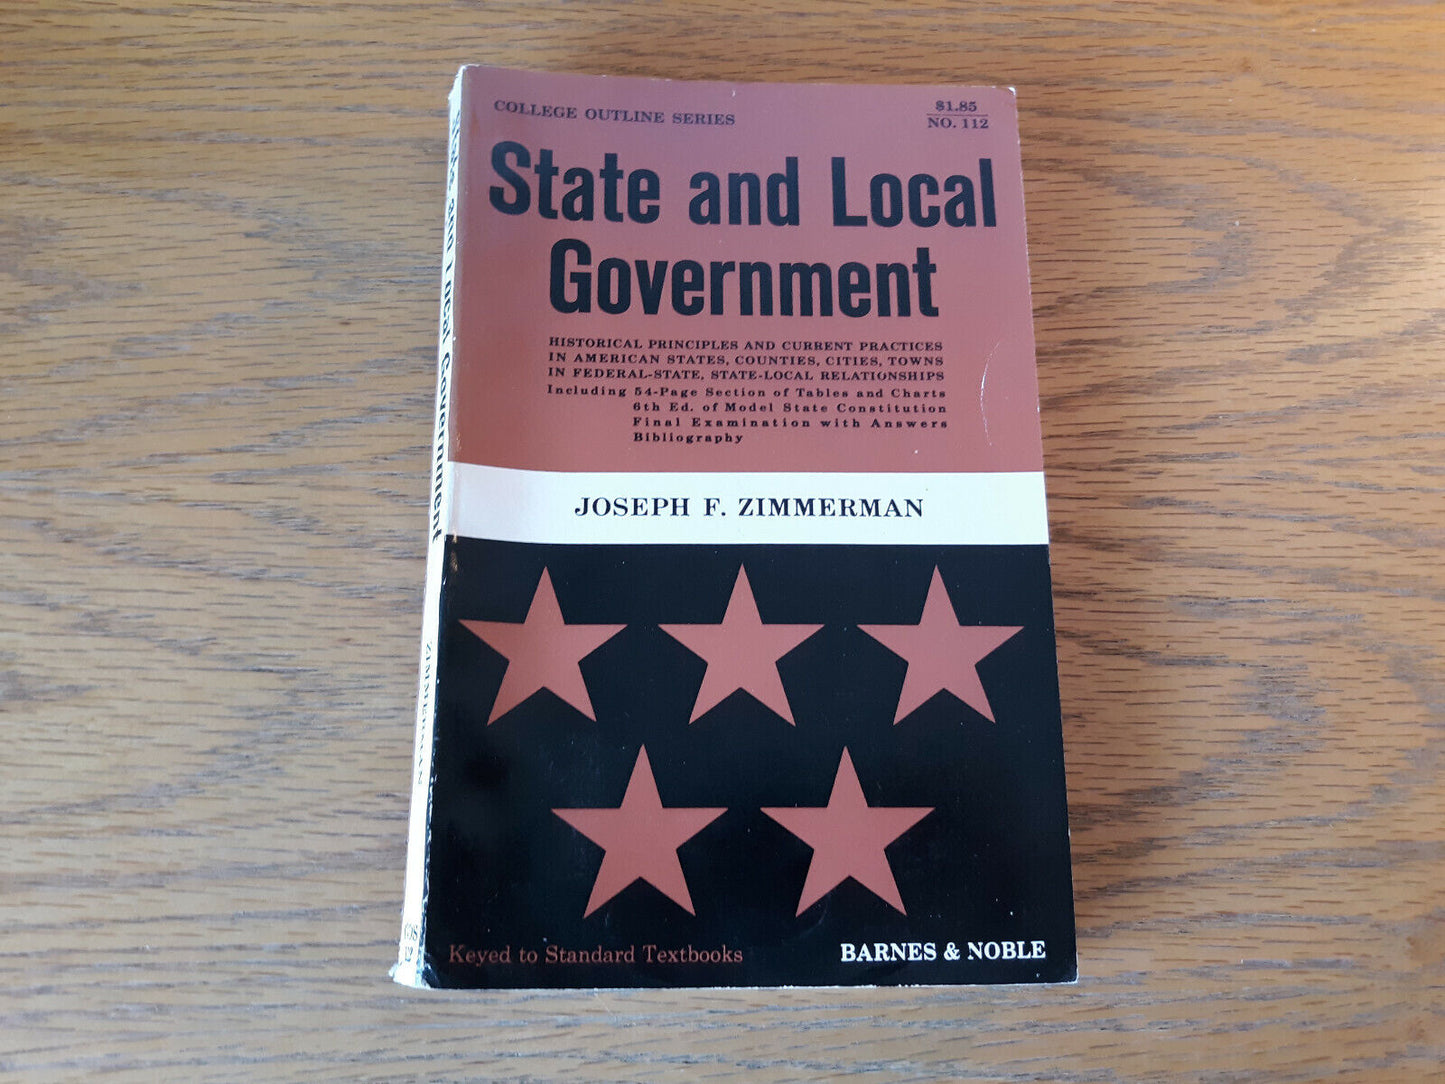 COLLEGE OUTLINE SERIES
$1.85
NO. 112
State and Local
Government
HISTORICAL PRINCIPLES AND CURRENT PRACTICES
IN AMERICAN STATES, COUNTIES, CITIES, TOWNS
IN FEDERAL-STATE, STATE-LOCAL RELATIONSHIPS
Including 54-Page Section of Tables and Charts
6th Ed. of Model State Constitution
Final Examination with Answers
Bibliography
JOSEPH F. ZIMMERMAN
Keyed to Standard Textbooks
BARNES & NOBLE
State and Local Government
ZIMMERMAN
COS
112